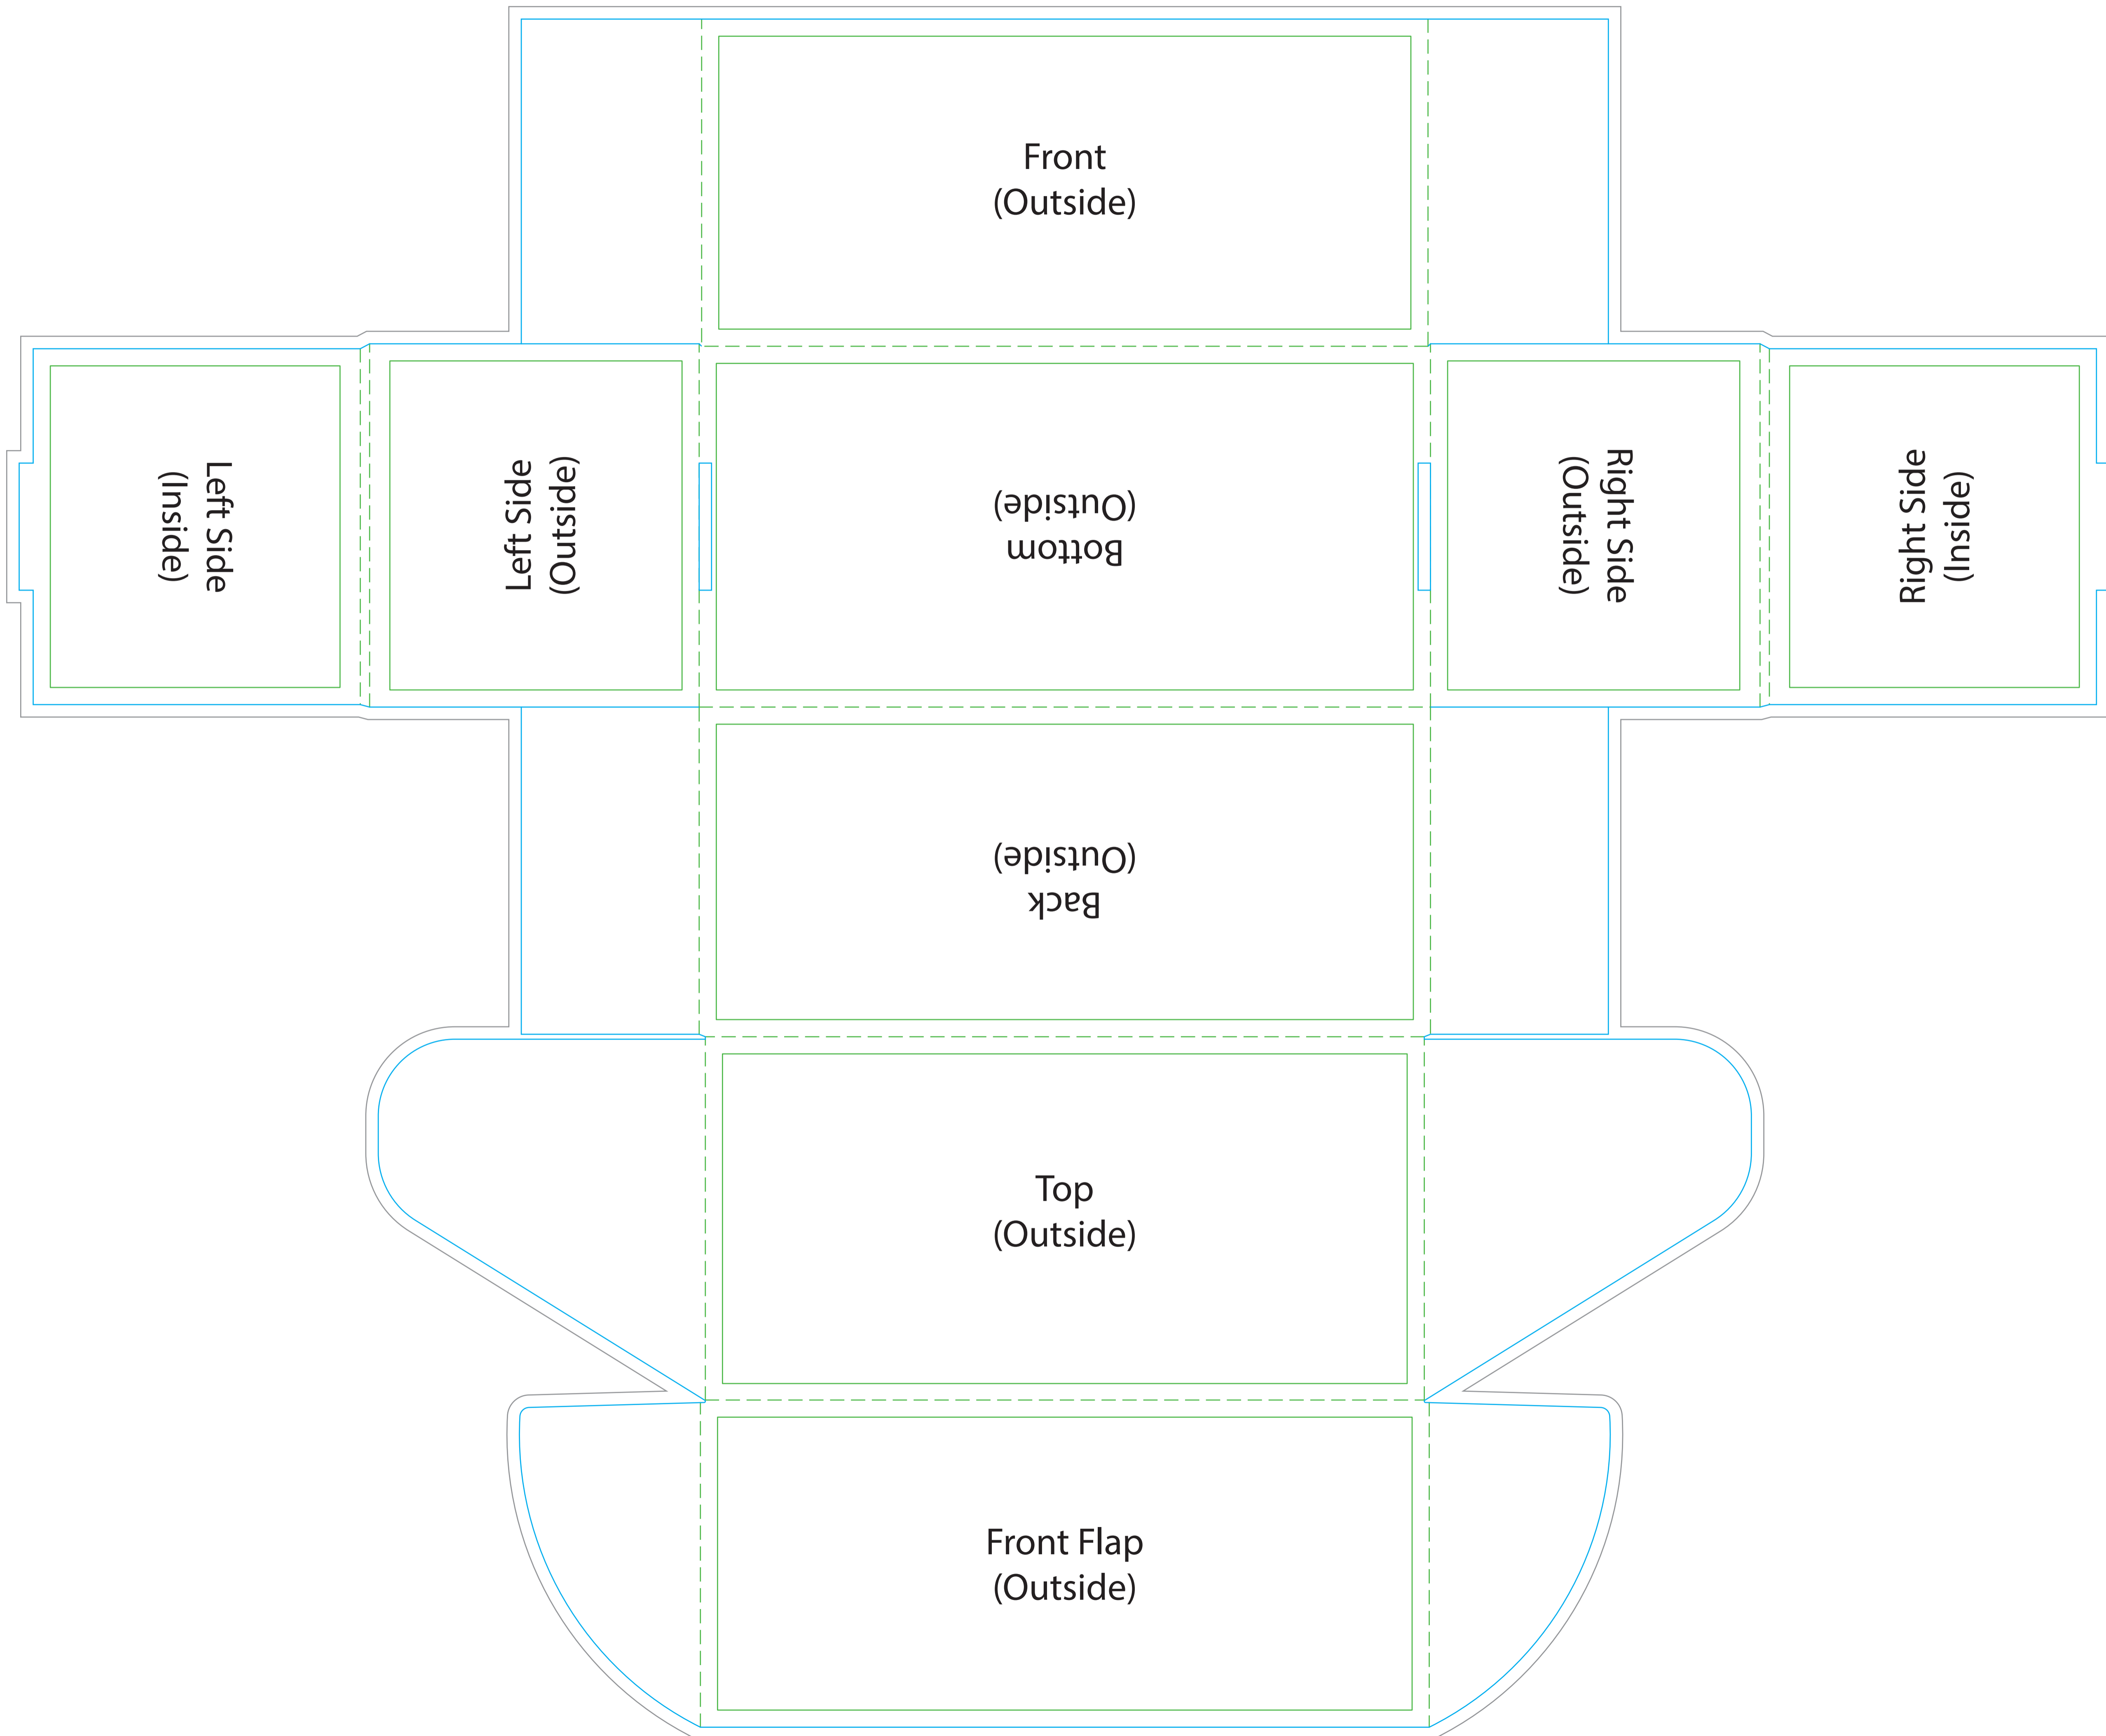 Front
(Outside)
Left Side
(Inside)
Left Side
(Outside)
Bottom
(Outside)
Right Side
(Outside)
Right Side
(Inside)
Back
(Outside)
Top
(Outside)
Front Flap
(Outside)